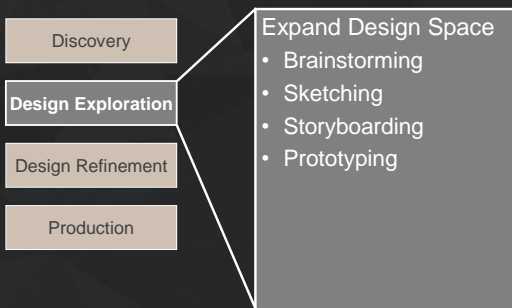 Discovery
Design Exploration
Design Refinement
Production
Expand Design Space
• Brainstorming
• Sketching
• Storyboarding
• Prototyping